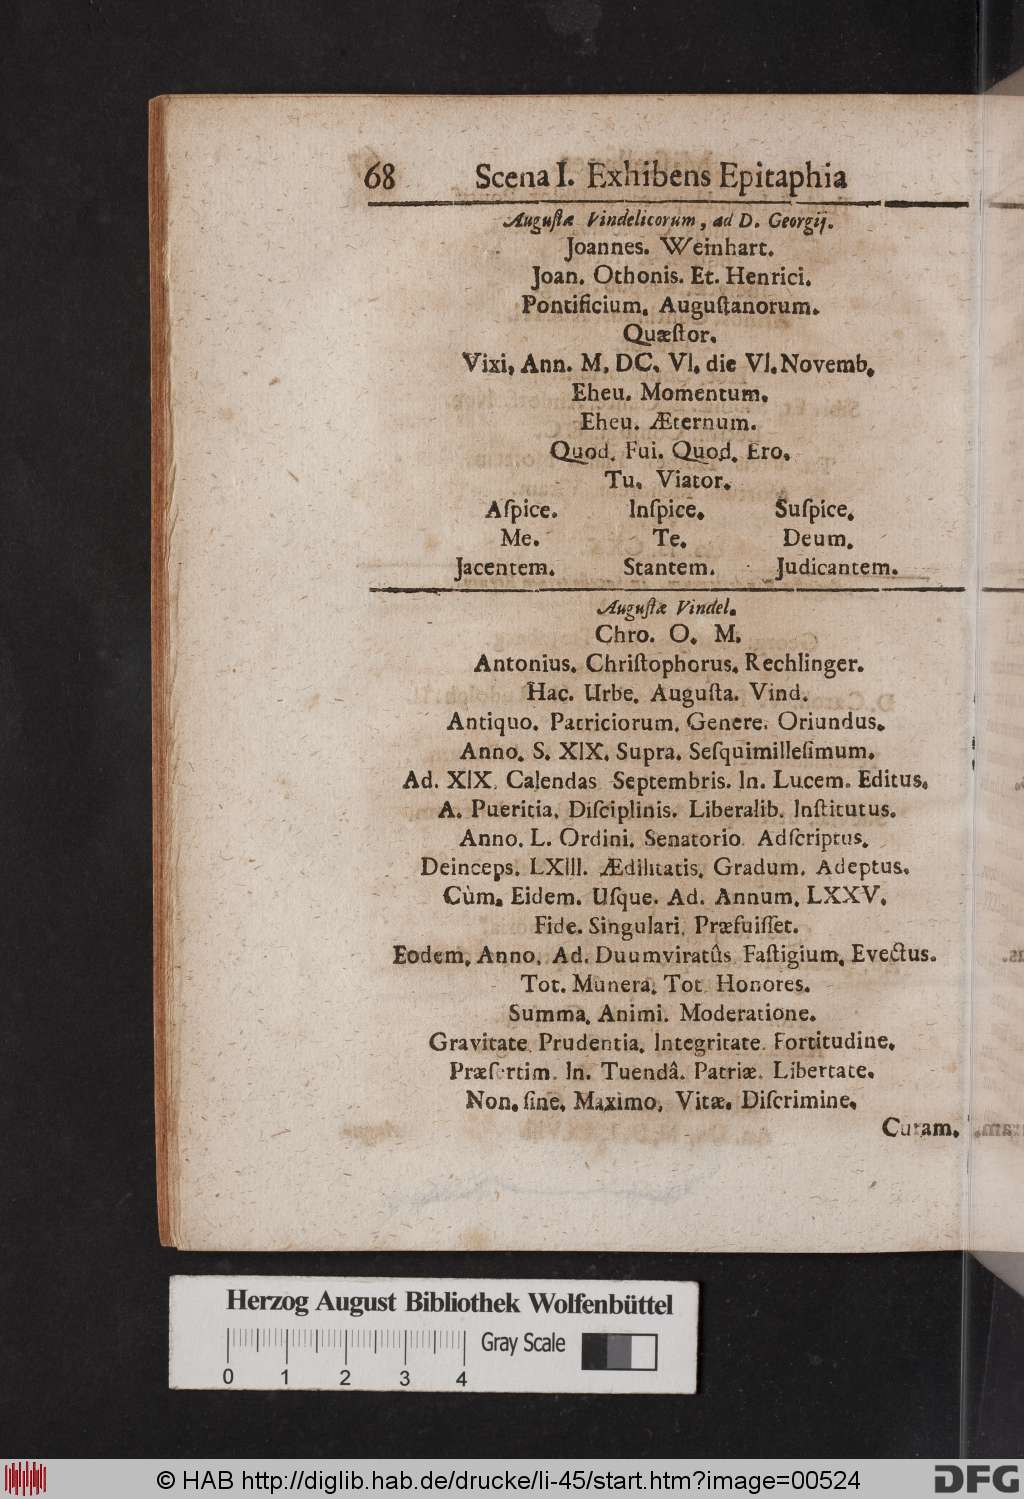 68 Scena I. Exhibens Epitaphia
Auguſtæ Vindelicorum, ad D. Georgij.
Joannes. Weinhart.
Joan. Othonis. Et. Henrici.
Pontificium. Auguſtanorum.
Quæſtor.
Vixi, Ann. M. DC. VI. die VI. Novemb.
Eheu. Momentum.
Eheu. Æternum.
Quod. Fui. Quod. Ero.
Tu. Viator.
Aſpice. Inſpice. Suſpice.
Me. Te. Deum.
Jacentem. Stantem. Judicantem.
Auguſtæ Vindel.
Chro. O. M.
Antonius. Chriſtophorus. Rechlinger.
Hac. Urbe. Auguſta. Vind.
Antiquo. Patriciorum. Genere. Oriundus.
Anno. S. XIX. Supra. Seſquimilleſimum.
Ad. XIX. Calendas Septembris. In. Lucem. Editus.
A. Pueritia. Diſciplinis. Liberalib. Inſtitutus.
Anno. L. Ordini. Senatorio. Adſcriptus.
Deinceps. LXIII. Ædilitatis. Gradum. Adeptus.
Cùm. Eidem. Uſque. Ad. Annum. LXXV.
Fide. Singulari. Præfuiſſet.
Eodem. Anno. Ad. Duumviratûs Faſtigium. Evectus.
Tot. Munera. Tot. Honores.
Summa. Animi. Moderatione.
Gravitate. Prudentia. Integritate. Fortitudine.
Præſertim. In. Tuendâ. Patriæ. Libertate.
Non. ſine. Maximo. Vitæ. Diſcrimine.
Curam.
Herzog August Bibliothek Wolfenbüttel
Gray Scale
0 1 2 3 4
© HAB http://diglib.hab.de/drucke/li-45/start.htm?image=00524
DFG